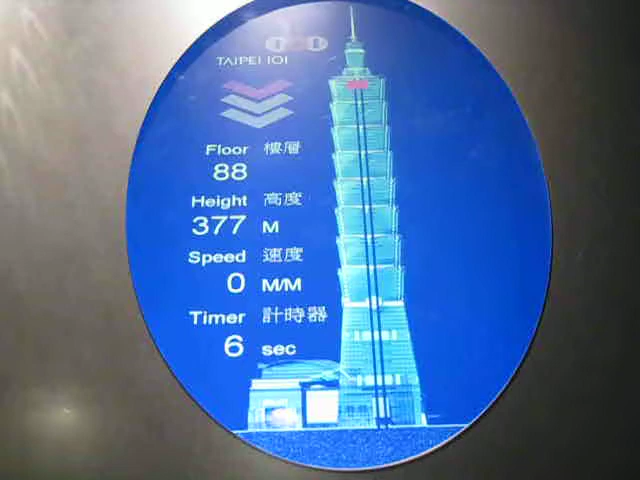 TAIPEI 101
Floor 樓層
88
Height 高度
377 M
Speed 速度
0 M/M
Timer 計時器
6 sec